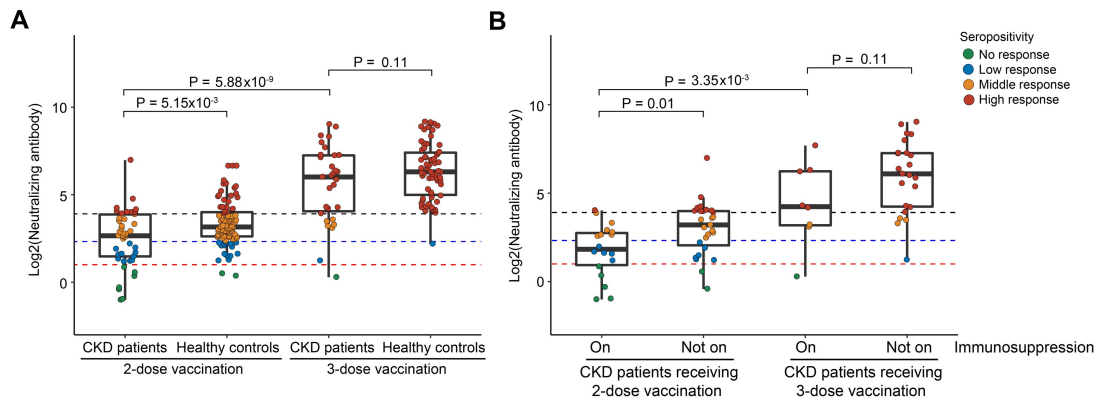 A
Log2(Neutralizing antibody)
10
5
0
P = 5.88x10-9
P = 5.15x10-3
P = 0.11
CKD patients
Healthy controls
CKD patients
Healthy controls
2-dose vaccination
3-dose vaccination
B
Log2(Neutralizing antibody)
10
5
0
P = 3.35x10-3
P = 0.01
P = 0.11
On
Not on
On
Not on
Immunosuppression
CKD patients receiving
2-dose vaccination
CKD patients receiving
3-dose vaccination
Seropositivity
No response
Low response
Middle response
High response